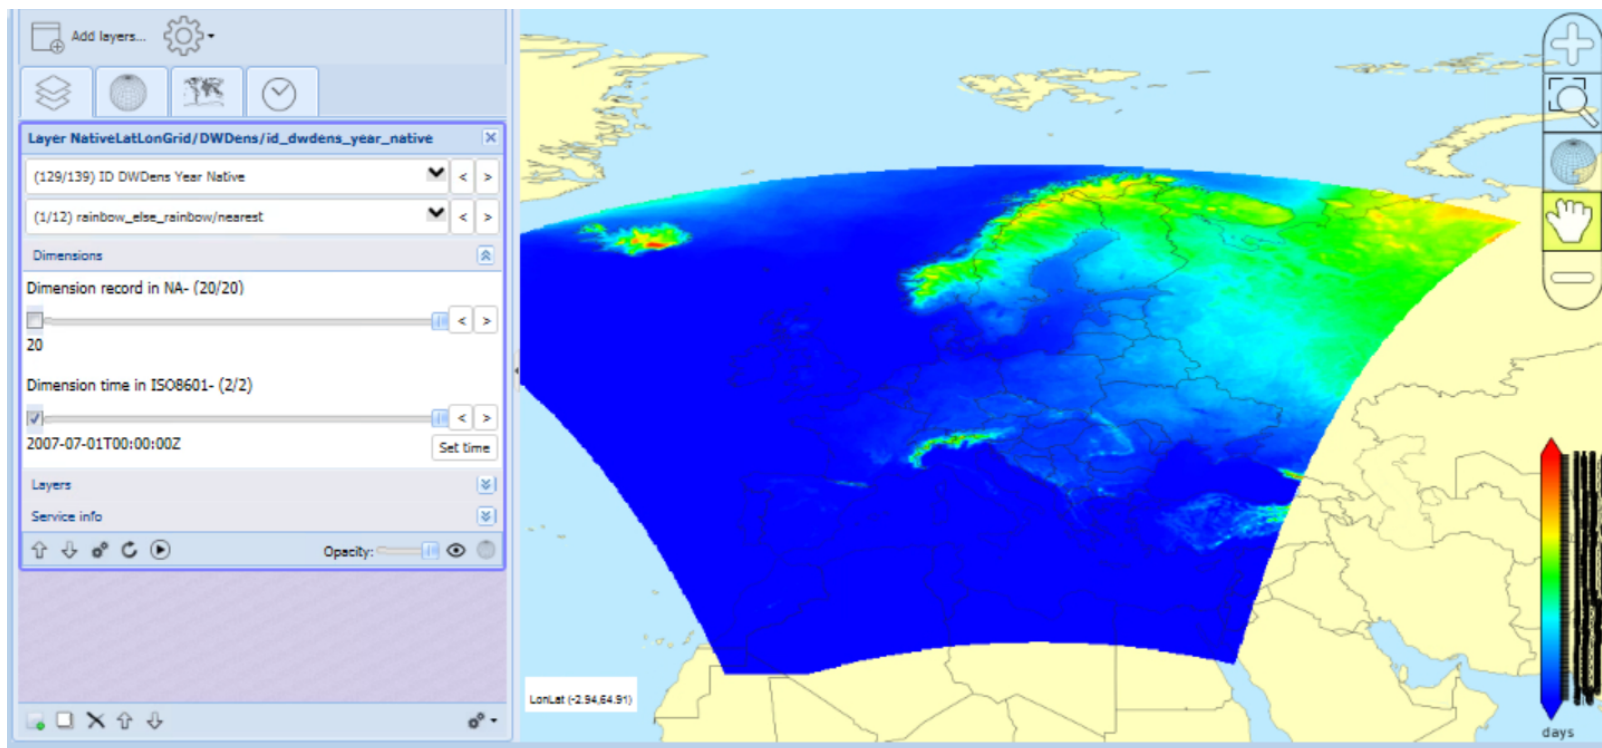 Add layers...
Layer NativeLatLonGrid/DWDens/id_dwdens_year_native
(129/139) ID DWDens Year Native
< >
(1/12) rainbow_else_rainbow/nearest
< >
Dimensions
Dimension record in NA- (20/20)
< >
20
Dimension time in ISO8601- (2/2)
< >
2007-07-01T00:00:00Z
Set time
Layers
Service info
Opacity:
LonLat (-2.94,64.91)
days